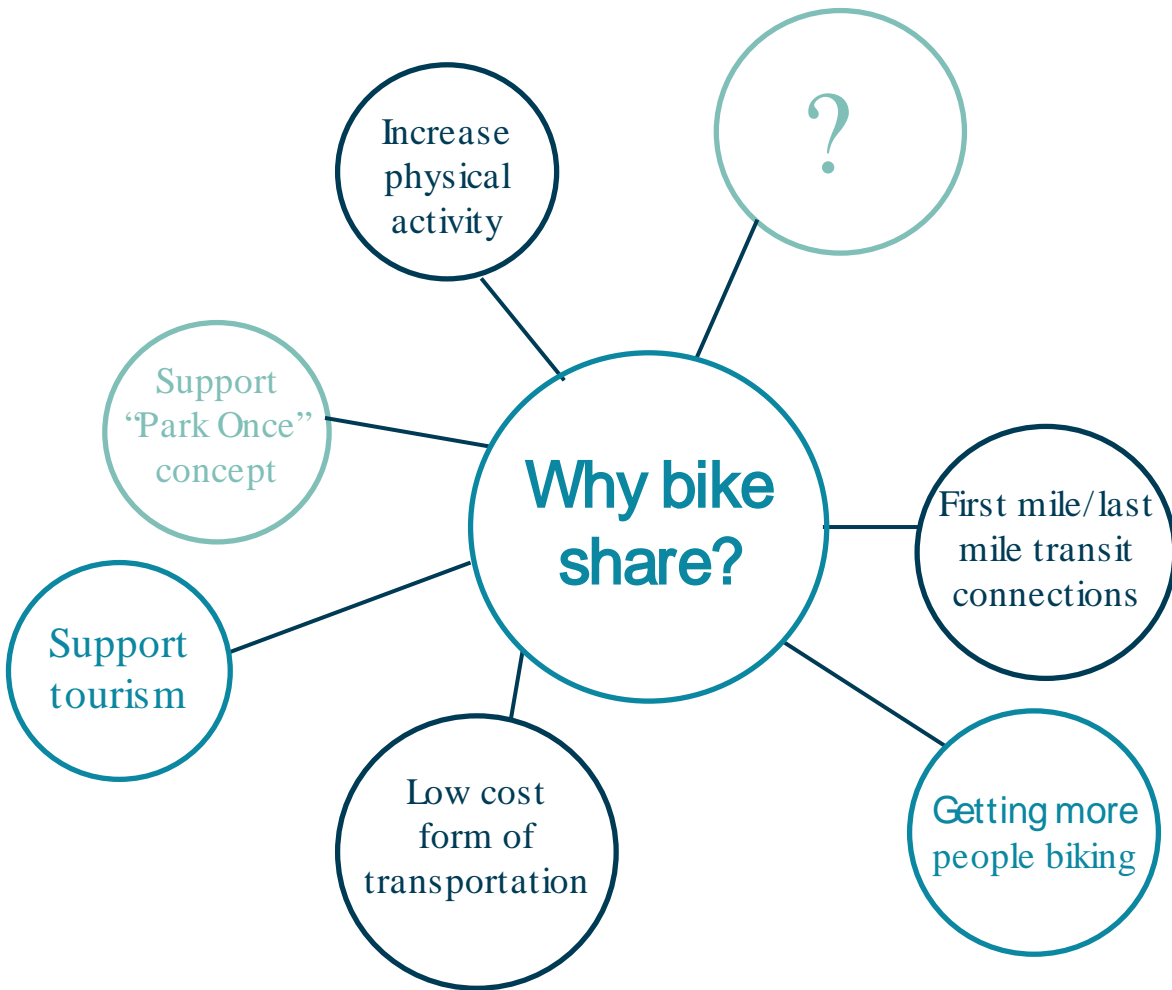 ?
Increase
physical
activity
Support
“Park Once”
concept
Why bike
share?
First mile/last
mile transit
connections
Support
tourism
Low cost
form of
transportation
Getting more
people biking